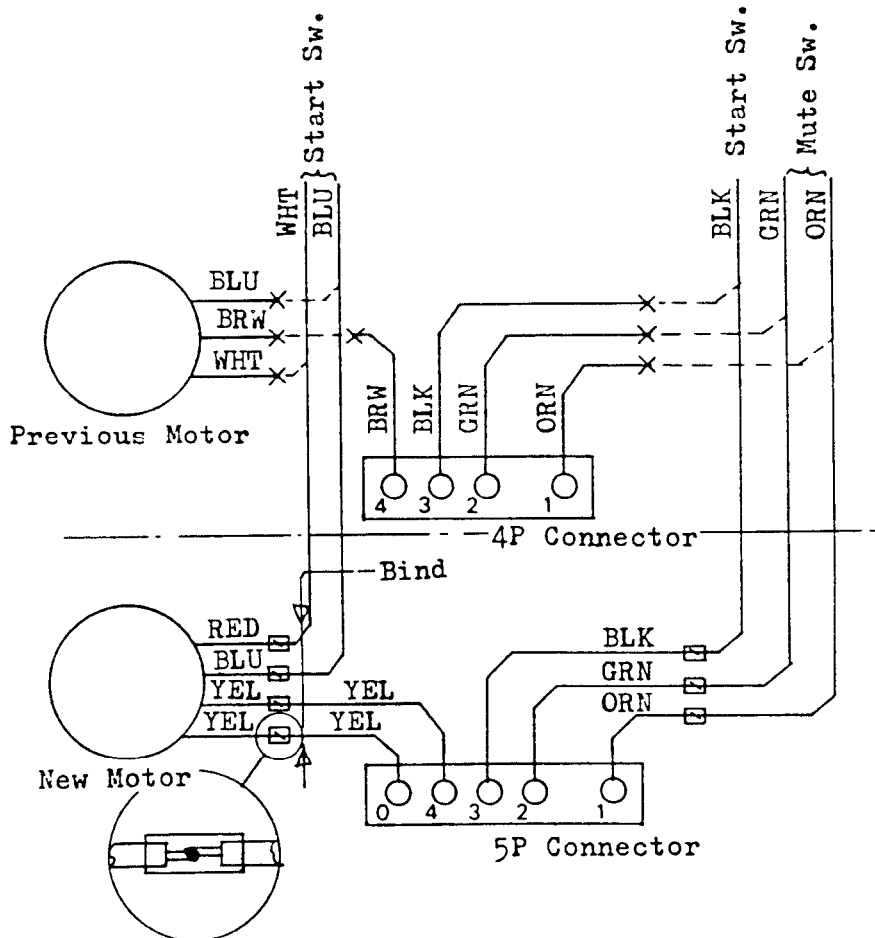 Start Sw.
Start Sw.
Mute Sw.
WHT
BLU
BLK
GRN
ORN
BLU
BRW
WHT
Previous Motor
BRW
BLK
GRN
ORN
4
3
2
1
4P Connector
Bind
RED
BLU
YEL YEL
YEL YEL
BLK
GRN
ORN
New Motor
0
4
3
2
1
5P Connector